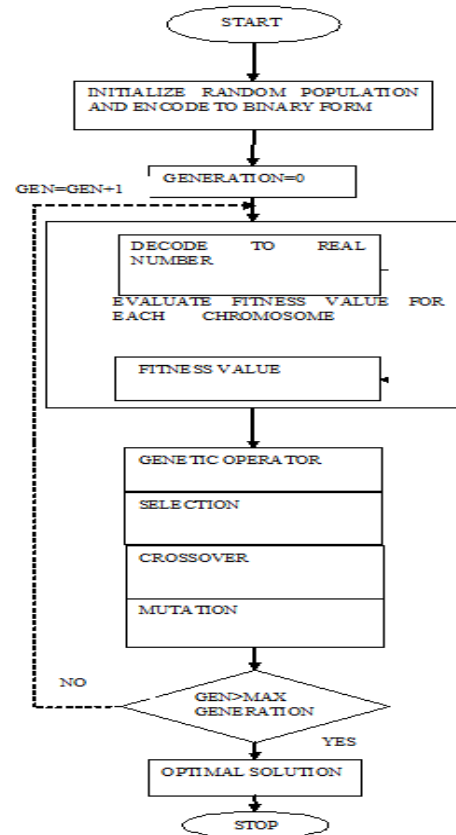 START
INITIALIZE RANDOM POPULATION
AND ENCODE TO BINARY FORM
GENERATION=0
GEN=GEN+1
DECODE TO REAL
NUMBER
EVALUATE FITNESS VALUE FOR
EACH CHROMOSOME
FITNESS VALUE
GENETIC OPERATOR
SELECTION
CROSSOVER
MUTATION
NO
GEN>MAX
GENERATION
YES
OPTIMAL SOLUTION
STOP